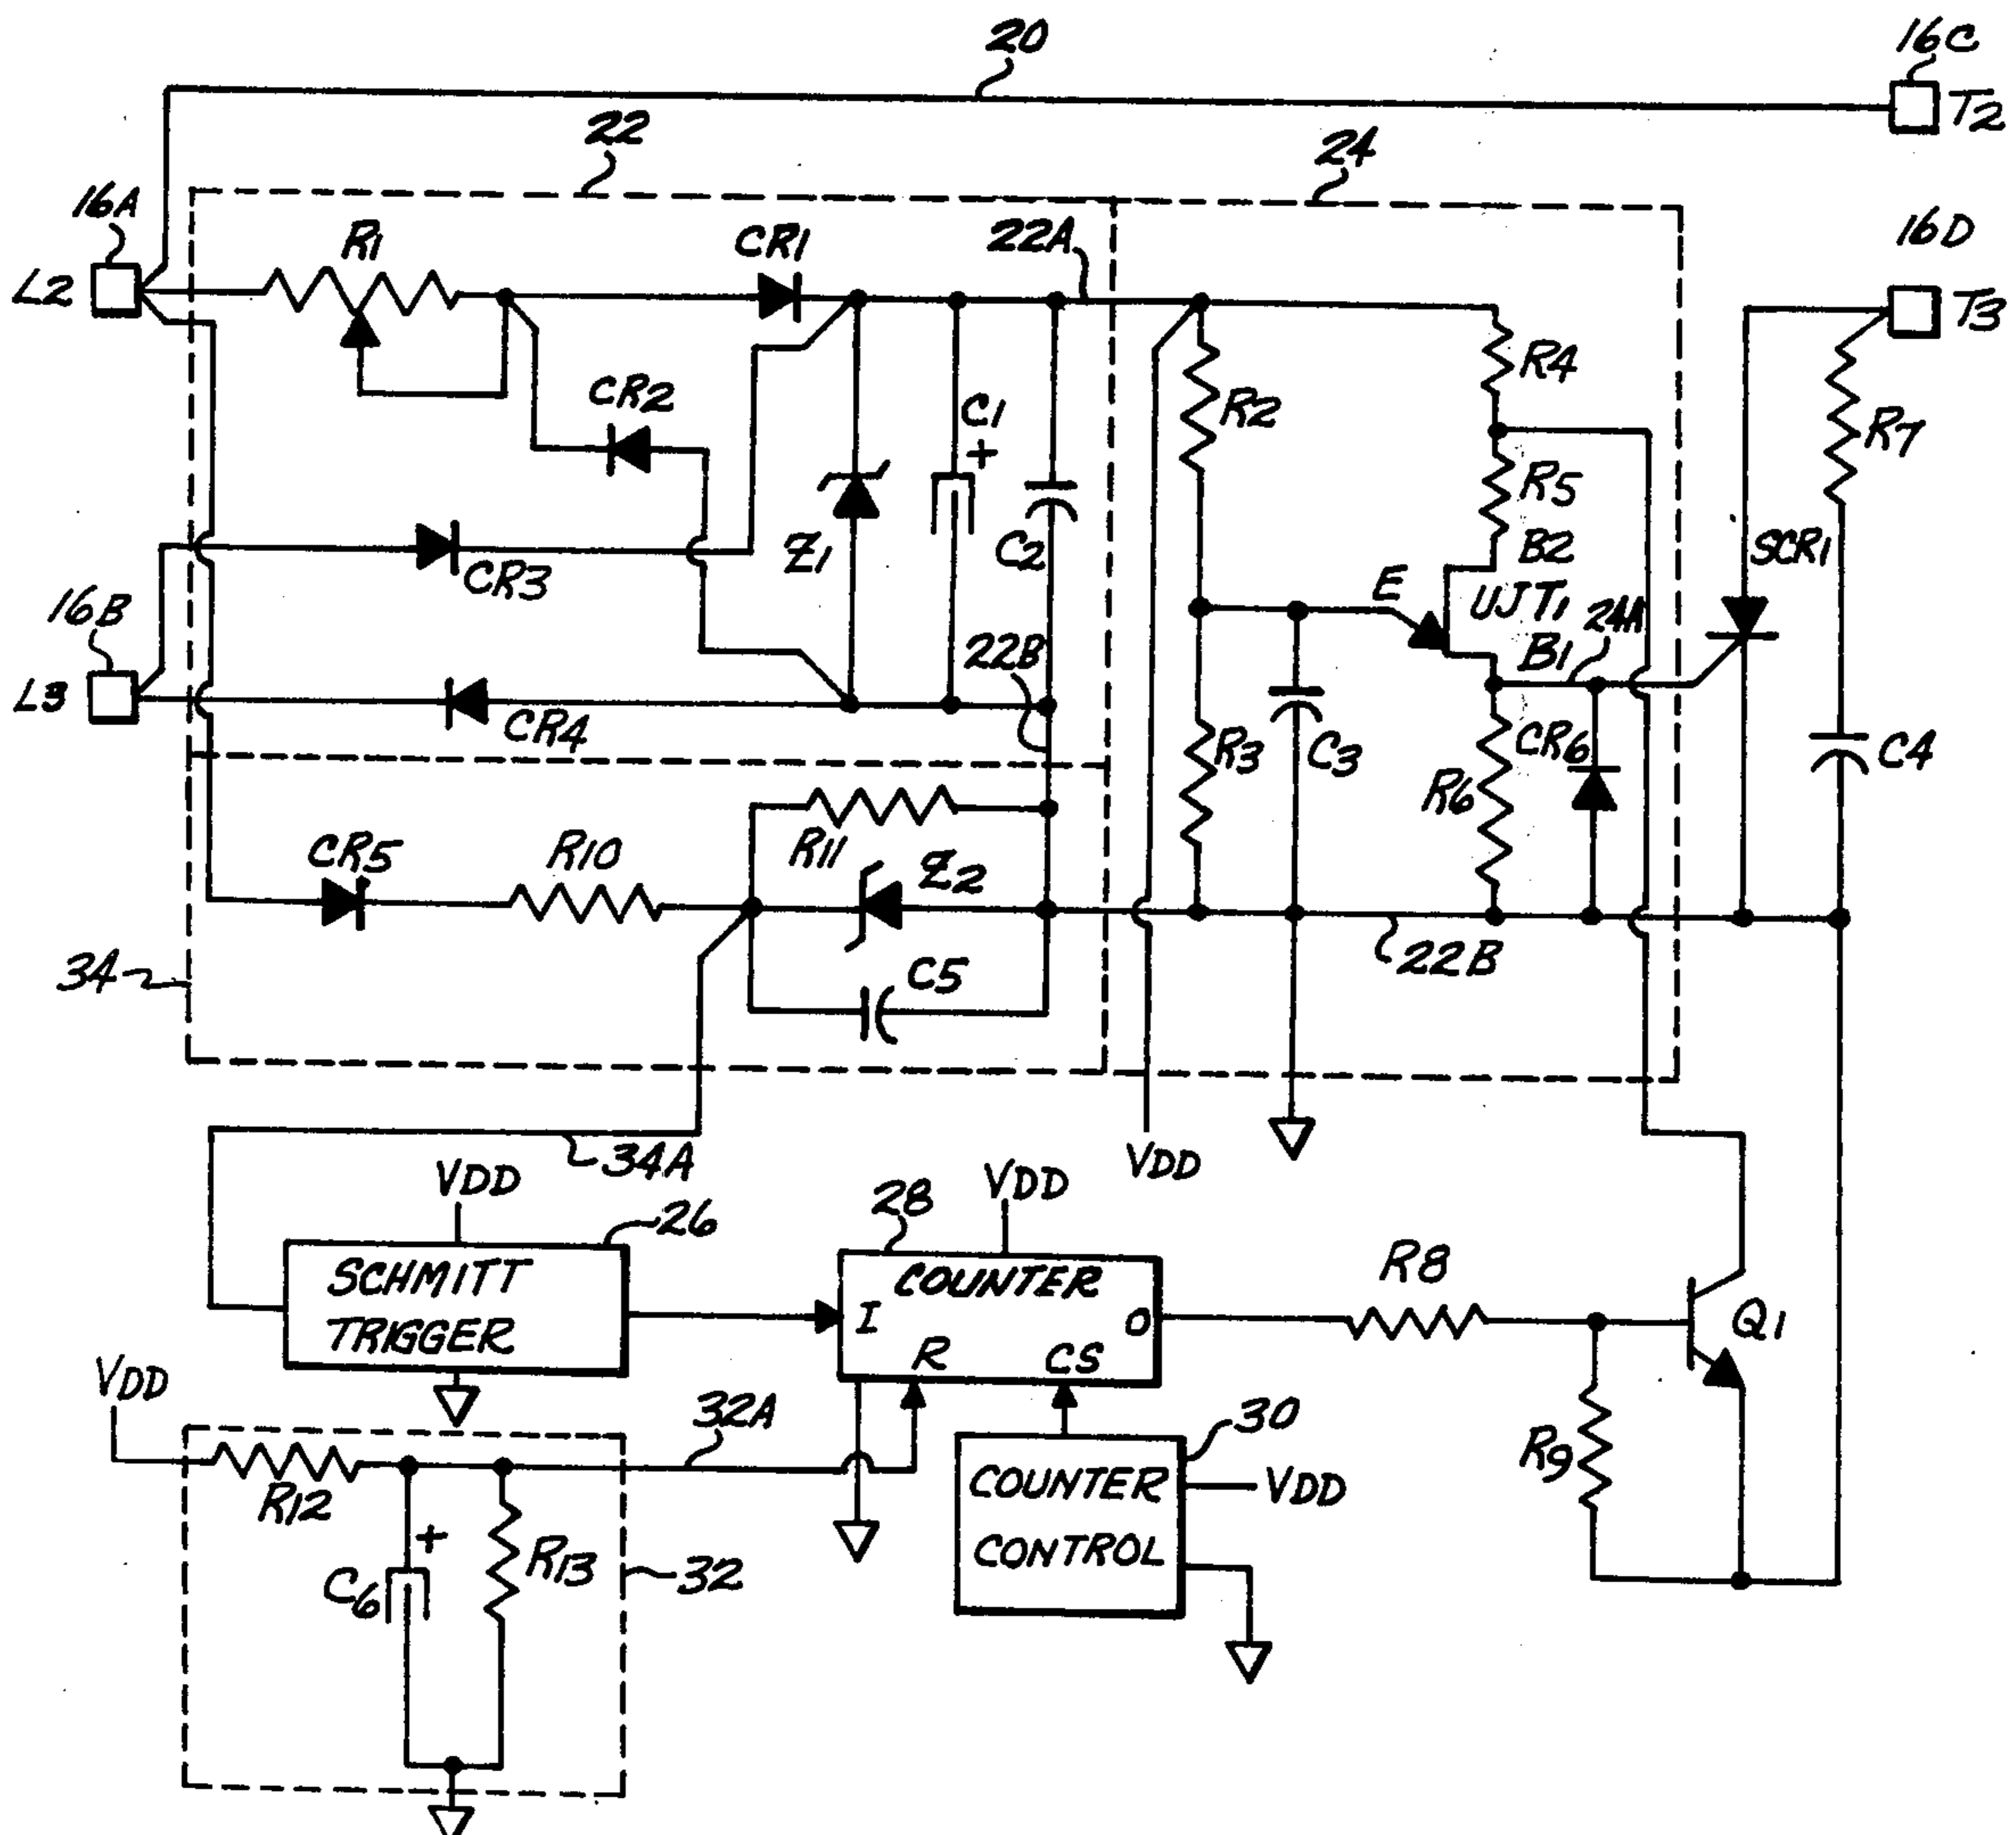 20
16C
T2
22
24
16A
R1
CR1
22A
16D
L2
T3
R4
CR2
C1
+
R2
R7
R5
B2
Z1
C2
SCR1
CR3
E
UJT1
24A
16B
22B
B1
L3
CR4
R3
C3
CR6
R6
C4
R11
CR5
R10
Z2
22B
34
C5
34A
VDD
VDD
26
28
VDD
SCHMITT
TRIGGER
COUNTER
I
O
R
CS
R8
Q1
VDD
32A
30
R12
COUNTER
CONTROL
VDD
R9
+
C6
R13
32